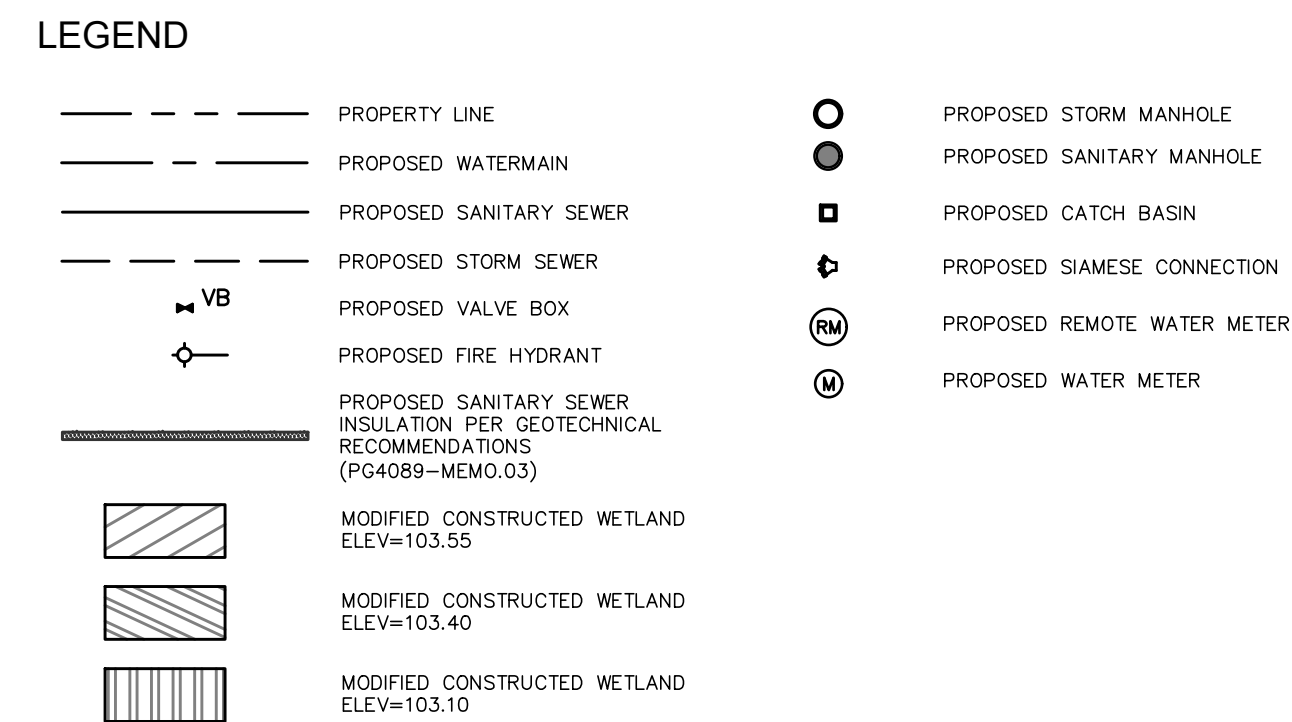 LEGEND
PROPERTY LINE
PROPOSED WATERMAIN
PROPOSED SANITARY SEWER
PROPOSED STORM SEWER
VB
PROPOSED VALVE BOX
PROPOSED FIRE HYDRANT
PROPOSED SANITARY SEWER
INSULATION PER GEOTECHNICAL
RECOMMENDATIONS
(PG4089-MEMO.03)
MODIFIED CONSTRUCTED WETLAND
ELEV=103.55
MODIFIED CONSTRUCTED WETLAND
ELEV=103.40
MODIFIED CONSTRUCTED WETLAND
ELEV=103.10
PROPOSED STORM MANHOLE
PROPOSED SANITARY MANHOLE
PROPOSED CATCH BASIN
PROPOSED SIAMESE CONNECTION
RM
PROPOSED REMOTE WATER METER
M
PROPOSED WATER METER